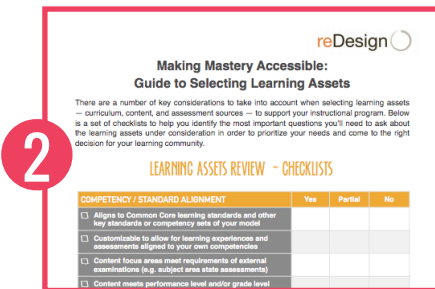 reDesign
Making Mastery Accessible:
Guide to Selecting Learning Assets
There are a number of key considerations to take into account when selecting learning assets
— curriculum, content, and assessment sources — to support your instructional program. Below
is a set of checklists to help you identify the most important questions you'll need to ask about
the learning assets under consideration in order to prioritize your needs and come to the right
decision for your learning community.
2
LEARNING ASSETS REVIEW - CHECKLISTS
COMPETENCY / STANDARD ALIGNMENT Yes Partial No
Aligns to Common Core learning standards and other
key standards or competency sets of your model
Customizable to allow for learning experiences and
assessments aligned to your own competencies
Content focus areas meet requirements of external
examinations (e.g. subject area state assessments)
Content meets performance level and/or grade level